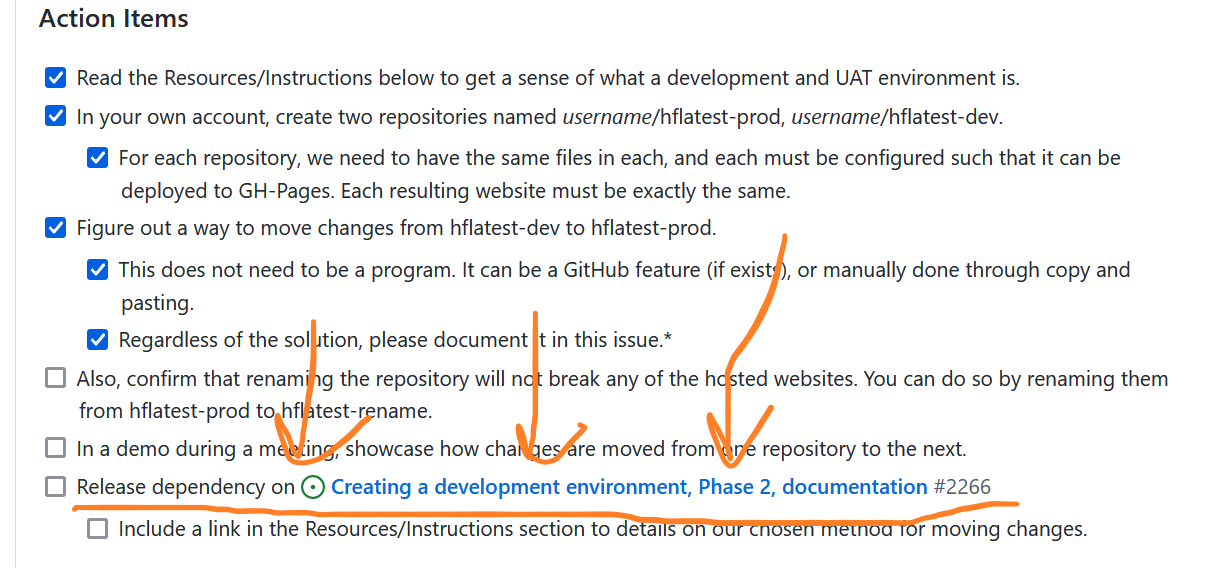 Action Items
Read the Resources/Instructions below to get a sense of what a development and UAT environment is.
In your own account, create two repositories named username/hflatest-prod, username/hflatest-dev.
For each repository, we need to have the same files in each, and each must be configured such that it can be
deployed to GH-Pages. Each resulting website must be exactly the same.
Figure out a way to move changes from hflatest-dev to hflatest-prod.
This does not need to be a program. It can be a GitHub feature (if exists), or manually done through copy and
pasting.
Regardless of the solution, please document it in this issue.*
Also, confirm that renaming the repository will not break any of the hosted websites. You can do so by renaming them
from hflatest-prod to hflatest-rename.
In a demo during a meeting, showcase how changes are moved from one repository to the next.
Release dependency on Creating a development environment, Phase 2, documentation #2266
Include a link in the Resources/Instructions section to details on our chosen method for moving changes.